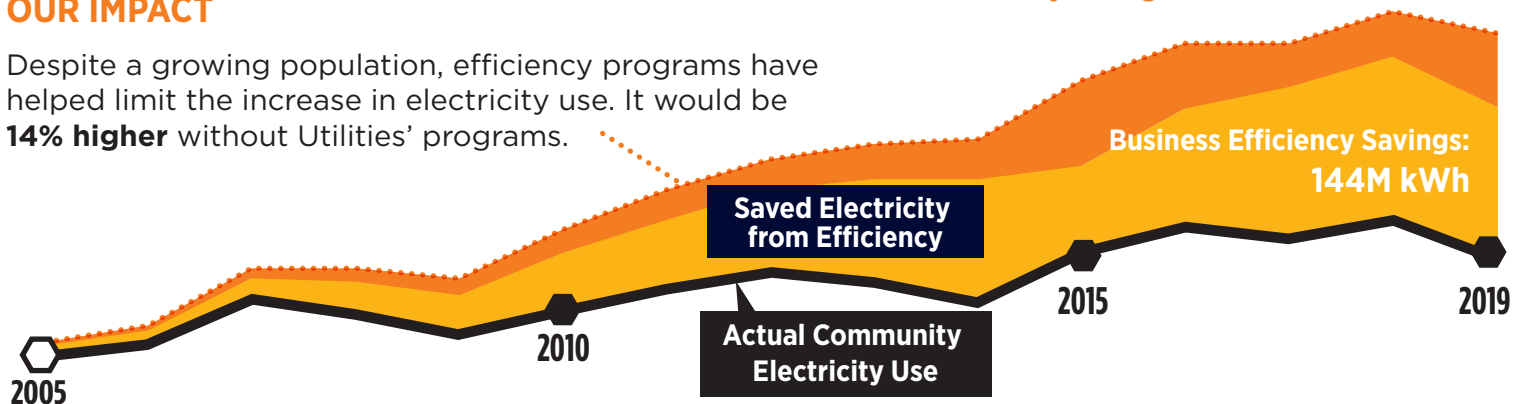 OUR IMPACT
Despite a growing population, efficiency programs have
helped limit the increase in electricity use. It would be
14% higher without Utilities’ programs.
Business Efficiency Savings:
144M kWh
Saved Electricity
from Efficiency
Actual Community
Electricity Use
2005
2010
2015
2019